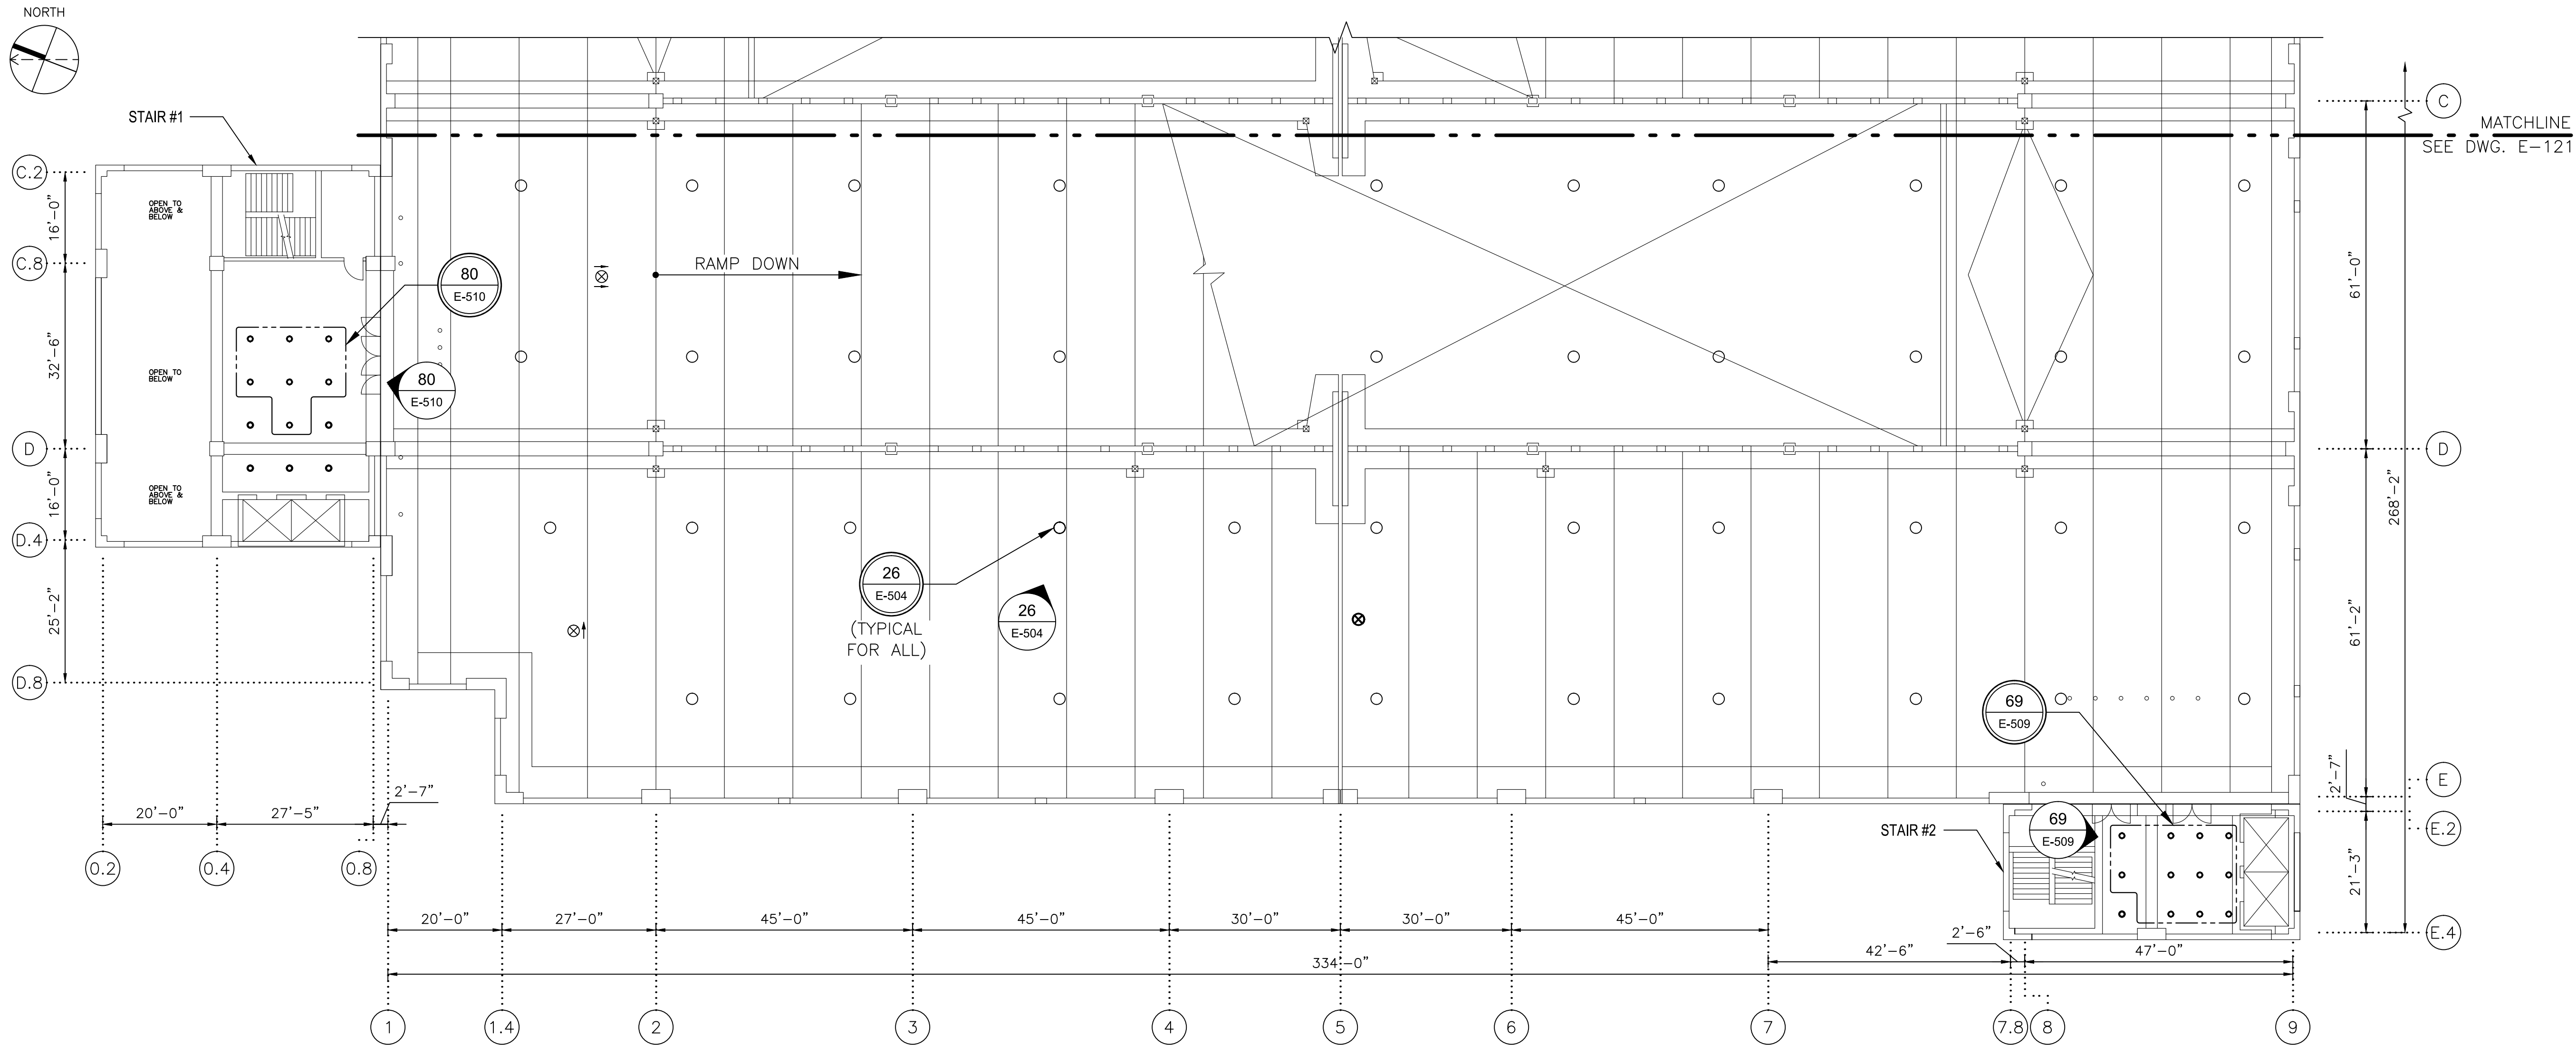 NORTH
STAIR #1
C
MATCHLINE
SEE DWG. E-121
C.2
16'-0"
OPEN TO
ABOVE &
BELOW
C.8
80
E-510
RAMP DOWN
61'-0"
32'-6"
OPEN TO
BELOW
80
E-510
D
D
16'-0"
OPEN TO
ABOVE &
BELOW
268'-2"
D.4
25'-2"
26
E-504
(TYPICAL
FOR ALL)
26
E-504
61'-2"
D.8
69
E-509
2'-7"
E
2'-7"
20'-0"
27'-5"
STAIR #2
69
E-509
E.2
0.2
0.4
0.8
21'-3"
20'-0"
27'-0"
45'-0"
45'-0"
30'-0"
30'-0"
45'-0"
2'-6"
E.4
42'-6"
47'-0"
334'-0"
1
1.4
2
3
4
5
6
7
7.8
8
9